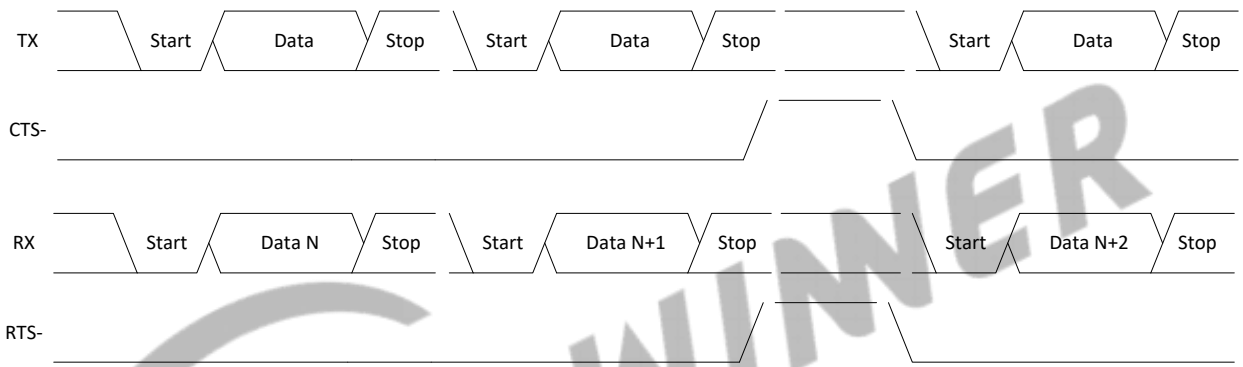 TX Start Data Stop Start Data Stop Start Data Stop
CTS-
RX Start Data N Stop Start Data N+1 Stop Start Data N+2 Stop
RTS-
WINNER